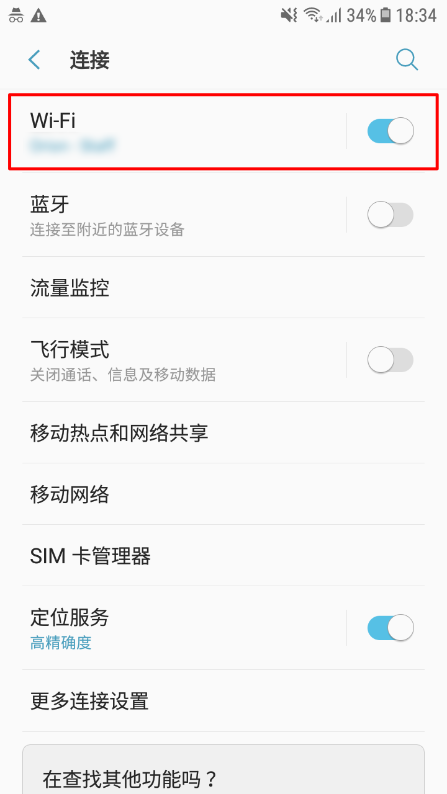 34% 18:34
连接
Wi-Fi
蓝牙
连接至附近的蓝牙设备
流量监控
飞行模式
关闭通话、信息及移动数据
移动热点和网络共享
移动网络
SIM 卡管理器
定位服务
高精确度
更多连接设置
在查找其他功能吗？